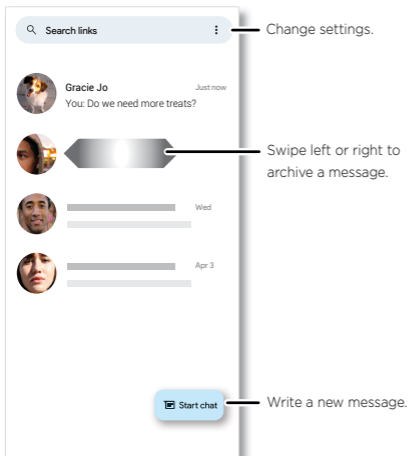 Search links
Change settings.
Gracie Jo
Just now
You: Do we need more treats?
Swipe left or right to
archive a message.
Wed
Apr 3
Start chat
Write a new message.